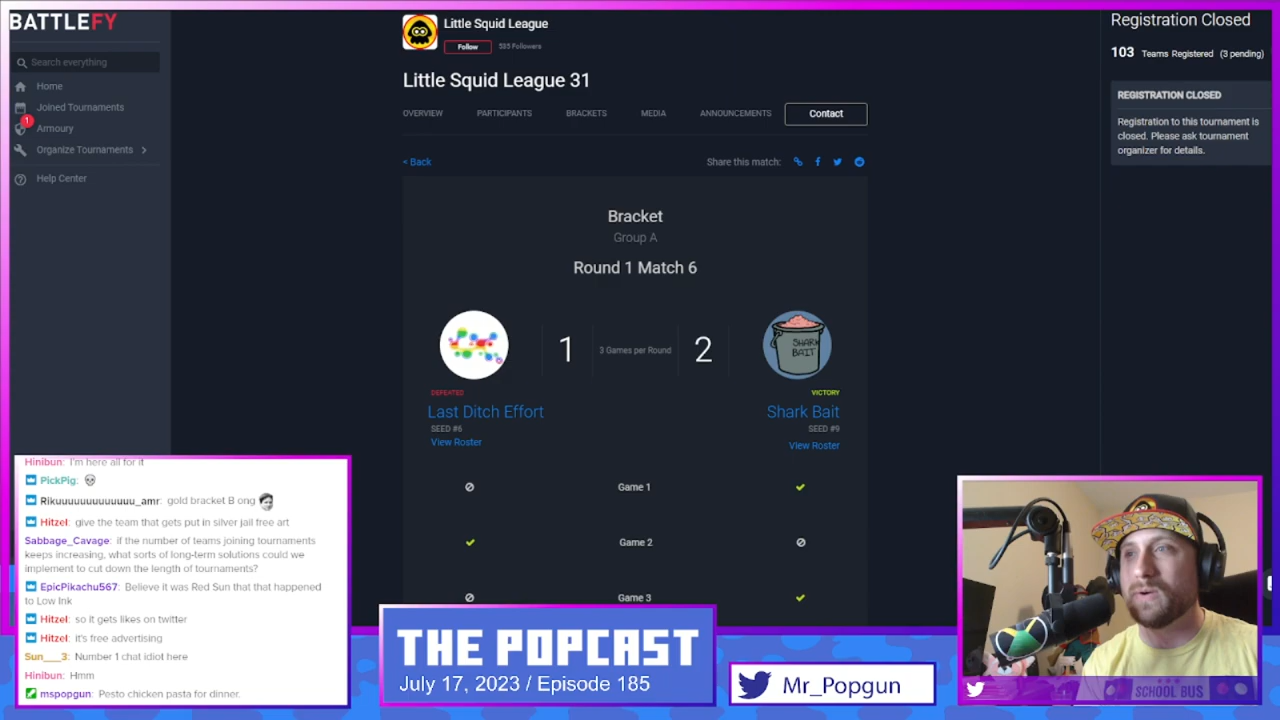 BATTLEFY
Search everything
Home
Joined Tournaments
1
Armoury
Organize Tournaments
Help Center
Little Squid League
Follow
535 Followers
Little Squid League 31
OVERVIEW
PARTICIPANTS
BRACKETS
MEDIA
ANNOUNCEMENTS
Contact
< Back
Share this match:
Bracket
Group A
Round 1 Match 6
1
3 Games per Round
2
SHARK
BAIT
DEFEATED
Last Ditch Effort
SEED #6
View Roster
VICTORY
Shark Bait
SEED #9
View Roster
Game 1
Game 2
Game 3
Registration Closed
103 Teams Registered (3 pending)
REGISTRATION CLOSED
Registration to this tournament is
closed. Please ask tournament
organizer for details.
Hinibun: I'm here all for it
PickPig:
Rikuuuuuuuuuuuuu_amr: gold bracket B ong
Hitzel: give the team that gets put in silver jail free art
Sabbage_Cavage: if the number of teams joining tournaments
keeps increasing, what sorts of long-term solutions could we
implement to cut down the length of tournaments?
EpicPikachu567: Believe it was Red Sun that that happened
to Low Ink
Hitzel: so it gets likes on twitter
Hitzel: it's free advertising
Sun___3: Number 1 chat idiot here
Hinibun: Hmm
mspopgun: Pesto chicken pasta for dinner.
THE POPCAST
July 17, 2023 / Episode 185
Mr_Popgun
SCHOOL BUS